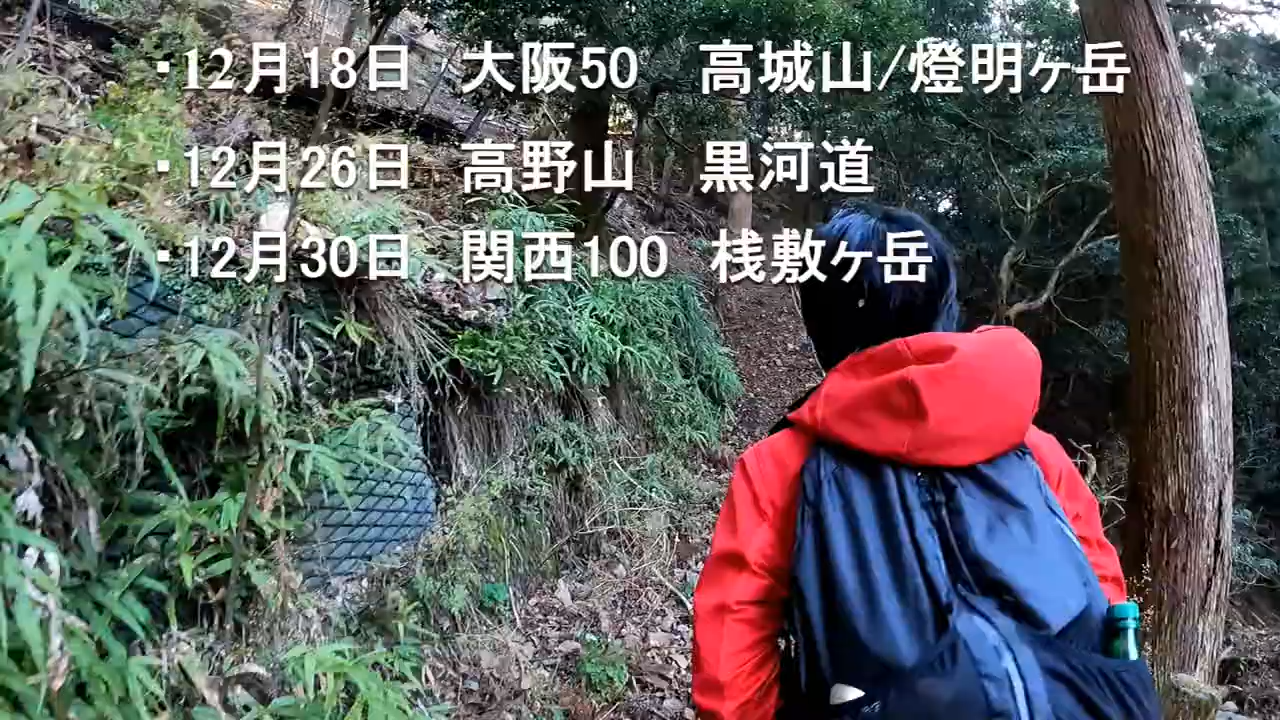 ・12月18日　大阪50　高城山/燈明ヶ岳
・12月26日　高野山　黒河道
・12月30日　関西100　桟敷ヶ岳